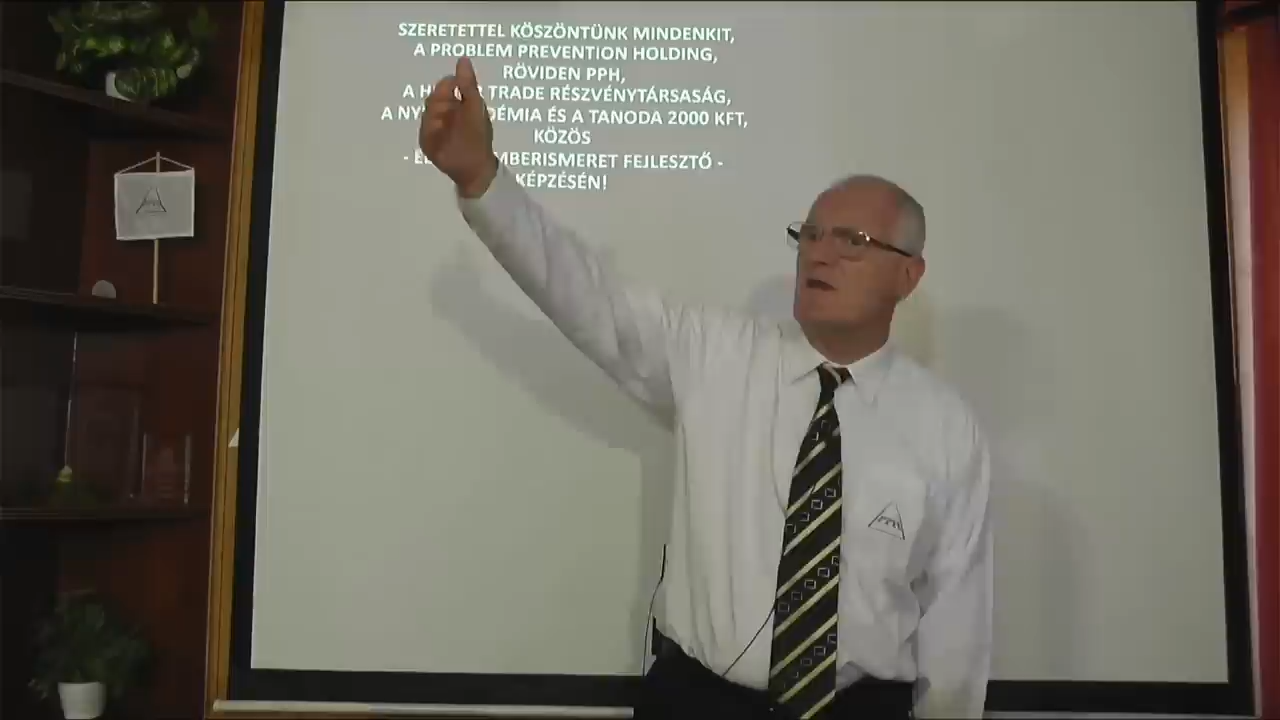 SZERETETTEL KÖSZÖNTÜNK MINDENKIT,
A PROBLEM PREVENTION HOLDING,
RÖVIDEN PPH,
A TRADE RÉSZVÉNYTÁRSASÁG,
ÉS A TANODA 2000 KFT,
KÖZÖS
FEJLESZTŐ -
KÉPZÉSÉN!